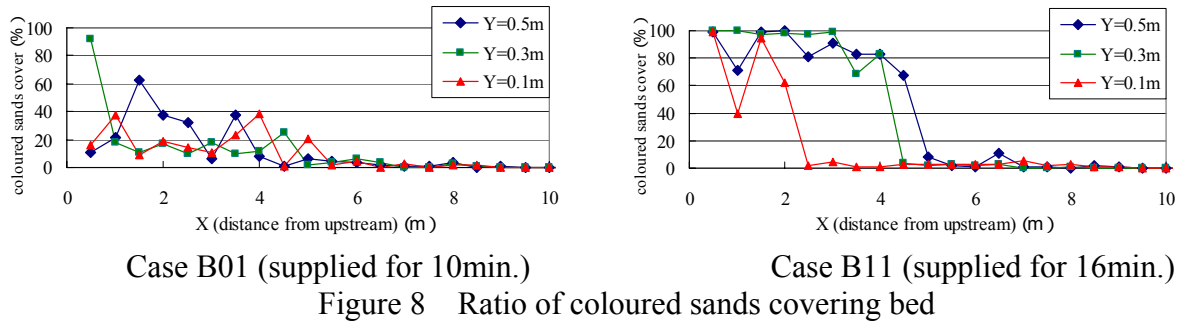 coloured sands cover (%)
100
80
60
40
20
0
0 2 4 6 8 10
X (distance from upstream) (m)
Y=0.5m
Y=0.3m
Y=0.1m
Case B01 (supplied for 10min.)
coloured sands cover (%)
100
80
60
40
20
0
0 2 4 6 8 10
X (distance from upstream) (m)
Y=0.5m
Y=0.3m
Y=0.1m
Case B11 (supplied for 16min.)
Figure 8 Ratio of coloured sands covering bed